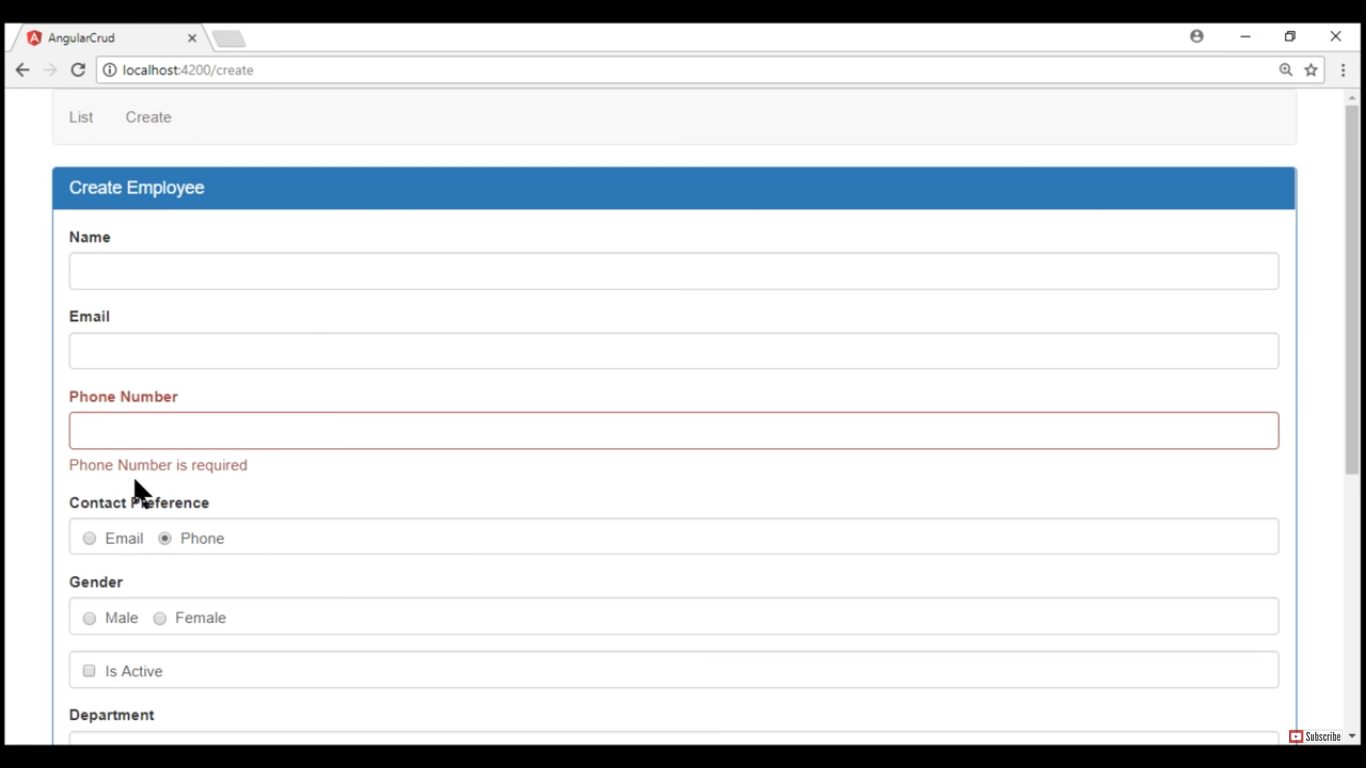 AngularCrud
localhost:4200/create
List Create
Create Employee
Name
Email
Phone Number
Phone Number is required
Contact Preference
Email Phone
Gender
Male Female
Is Active
Department
Subscribe